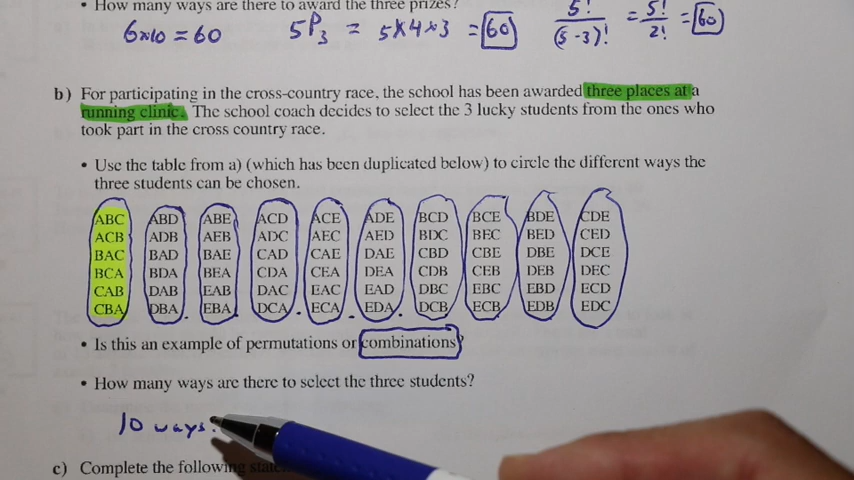 • How many ways are there to award the three prizes?
6x10 = 60 5P3 = 5x4x3 = 60 5!/(5-3)! = 5!/2! = 60
b) For participating in the cross-country race, the school has been awarded three places at a
running clinic. The school coach decides to select the 3 lucky students from the ones who
took part in the cross country race.
• Use the table from a) (which has been duplicated below) to circle the different ways the
three students can be chosen.
ABC ABD ABE ACD ACE ADE BCD BCE BDE CDE
ACB ADB AEB ADC AEC AED BDC BEC BED CED
BAC BAD BAE CAD CAE DAE CBD CBE DBE DCE
BCA BDA BEA CDA CEA DEA CDB CEB DEB DEC
CAB DAB EAB DAC EAC EAD DBC EBC EBD ECD
CBA DBA. EBA. DCA. ECA. EDA. DCB ECB EDB EDC
• Is this an example of permutations or combinations?
• How many ways are there to select the three students?
10 ways.
c) Complete the following